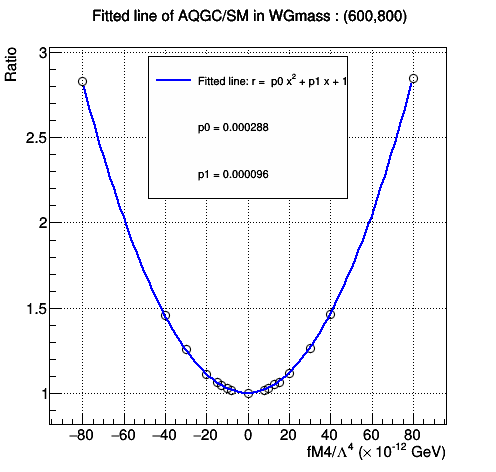 Fitted line of AQGC/SM in WGmass : (600,800)
Ratio
3
2.5
2
1.5
1
Fitted line: r = p0 x² + p1 x + 1
p0 = 0.000288
p1 = 0.000096
−80 −60 −40 −20 0 20 40 60 80
fM4/Λ⁴ (× 10⁻¹² GeV)